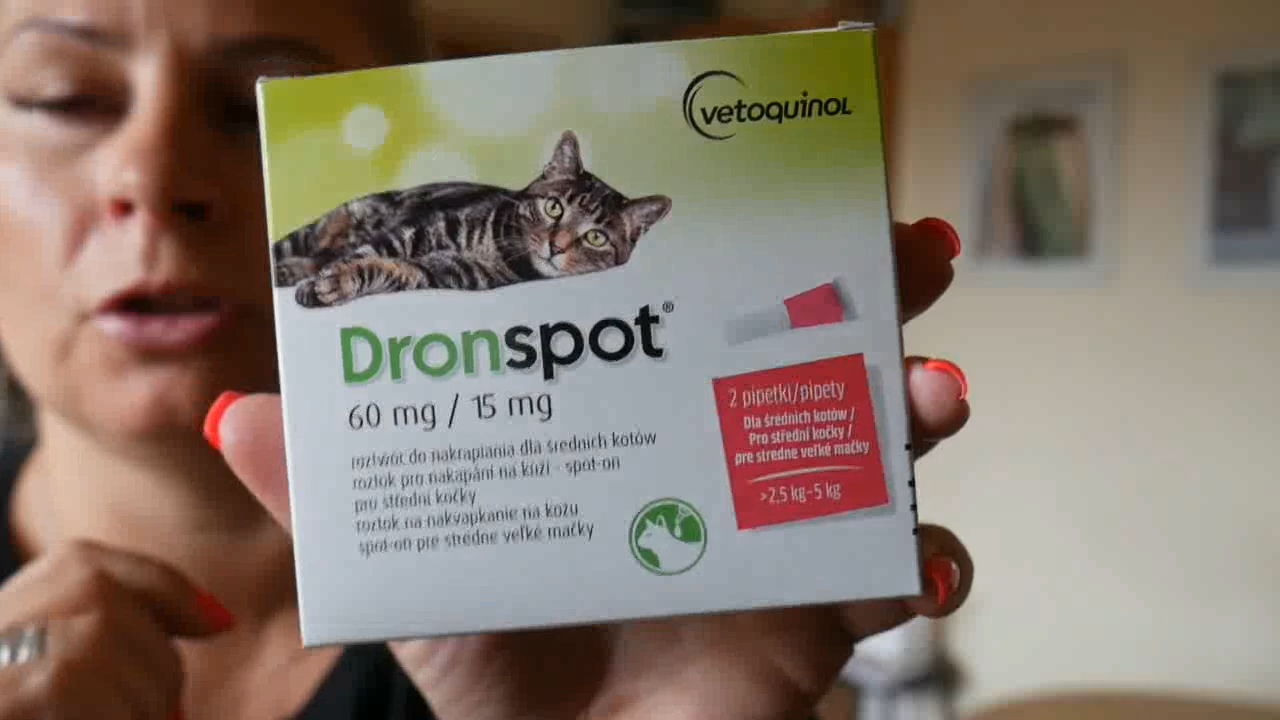 vetoquinol
Dronspot®
60 mg / 15 mg
roztwór do nakraplania dla średnich kotów
roztok pro nakapání na kůži - spot-on
pro střední kočky
roztok na nakvapkanie na kožu
spot-on pre stredne veľké mačky
2 pipetki/pipety
Dla średnich kotów /
Pro střední kočky /
pre stredne veľké mačky
>2,5 kg–5 kg